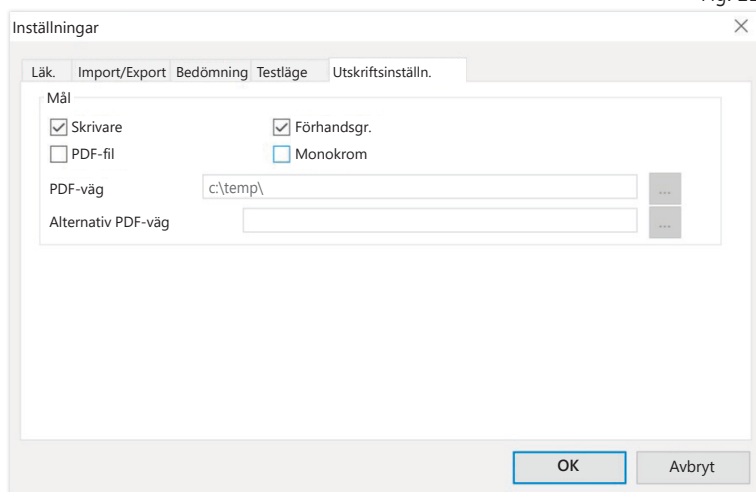 Inställningar
Läk. Import/Export Bedömning Testläge Utskriftsinställn.
Mål
Skrivare Förhandsgr.
PDF-fil Monokrom
PDF-väg c:\temp\ ...
Alternativ PDF-väg ...
OK Avbryt